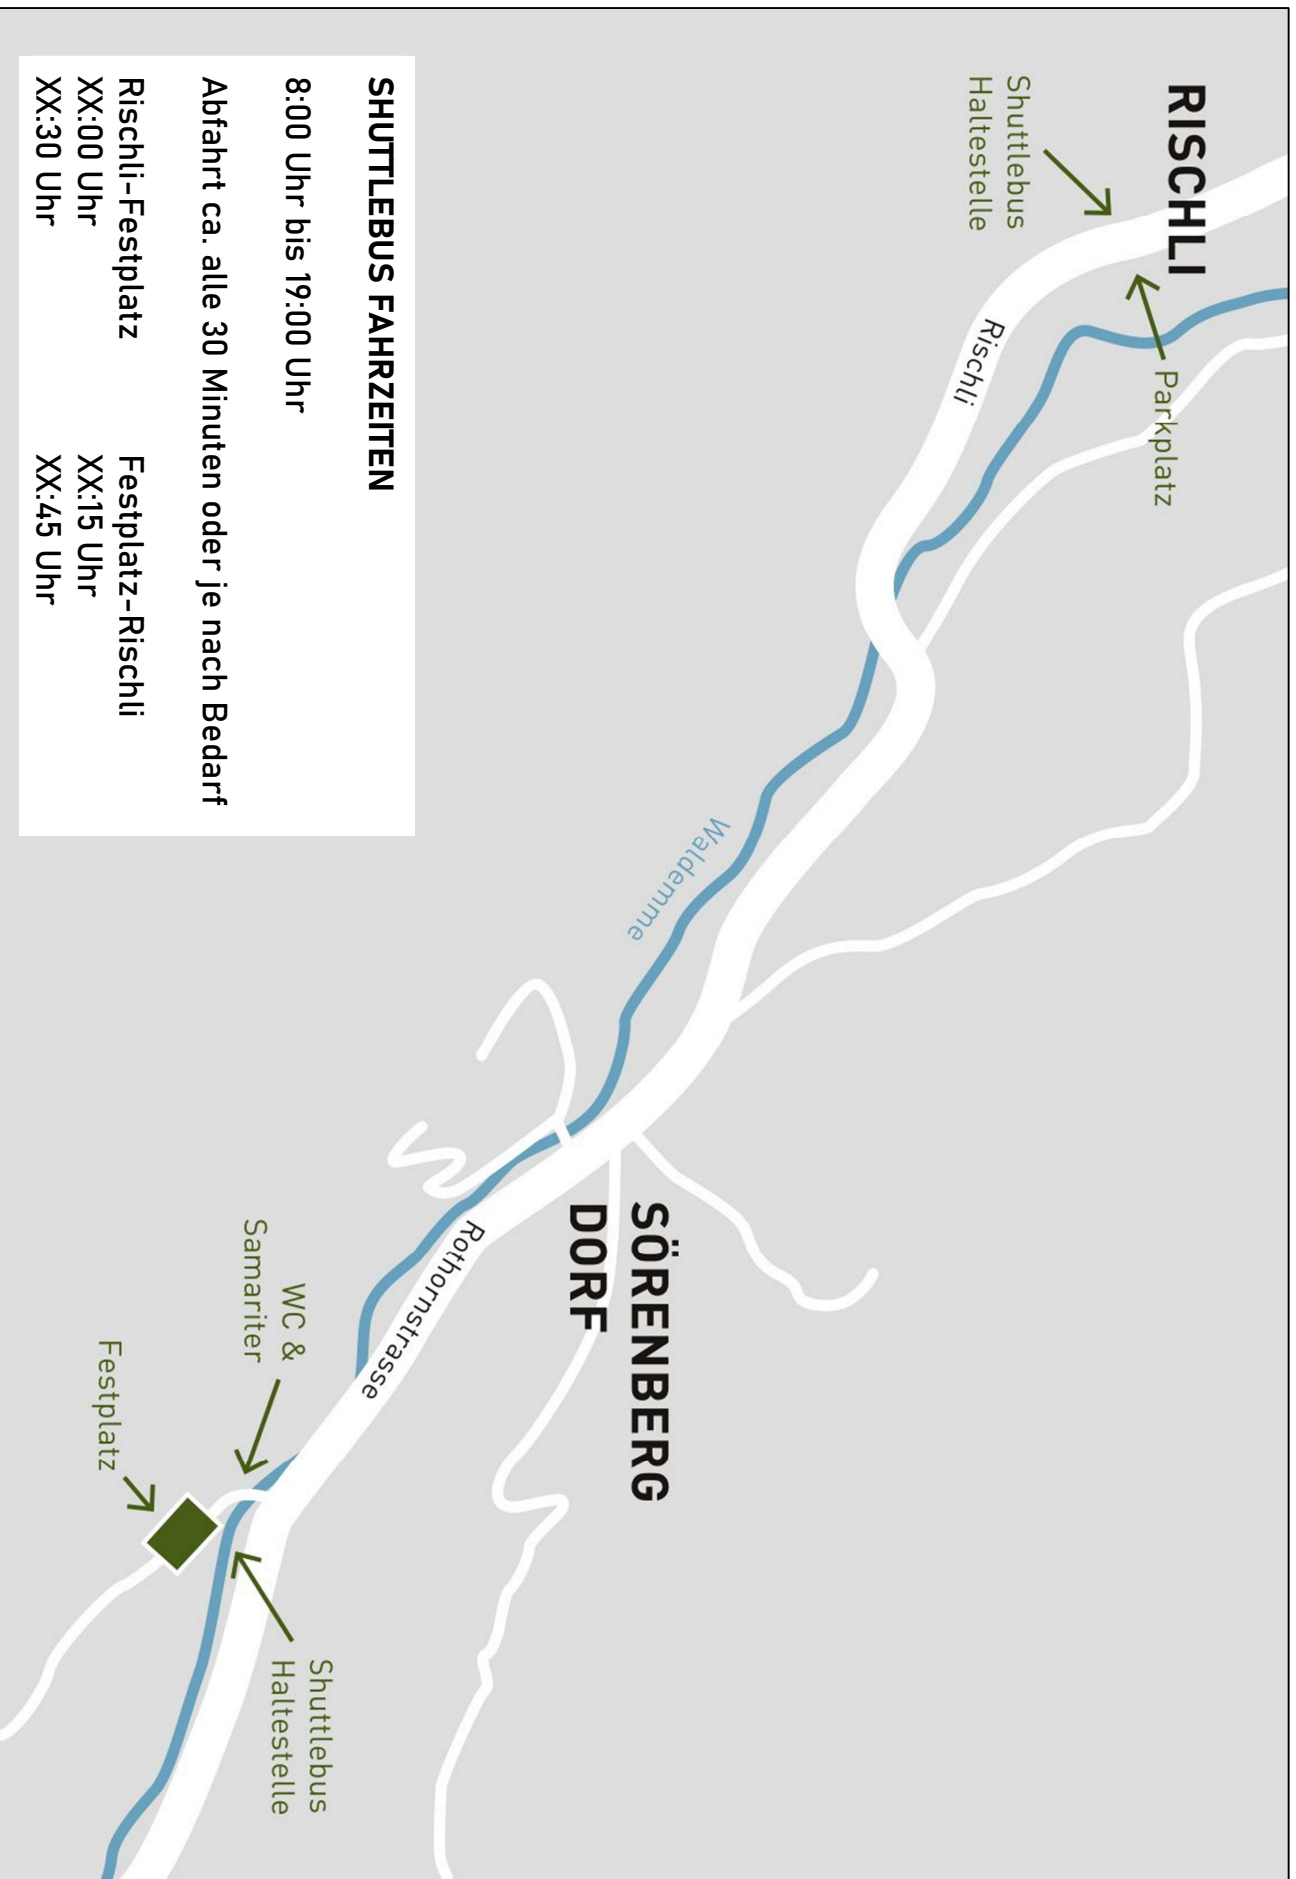 RISCHLI
Shuttlebus
Haltestelle
Parkplatz
Rischli
Waldemme
SÖRENBERG
DORF
Rothornstrasse
WC &
Samariter
Festplatz
Shuttlebus
Haltestelle
SHUTTLEBUS FAHRZEITEN
8:00 Uhr bis 19:00 Uhr
Abfahrt ca. alle 30 Minuten oder je nach Bedarf
Rischli-Festplatz Festplatz-Rischli
XX:00 Uhr XX:15 Uhr
XX:30 Uhr XX:45 Uhr